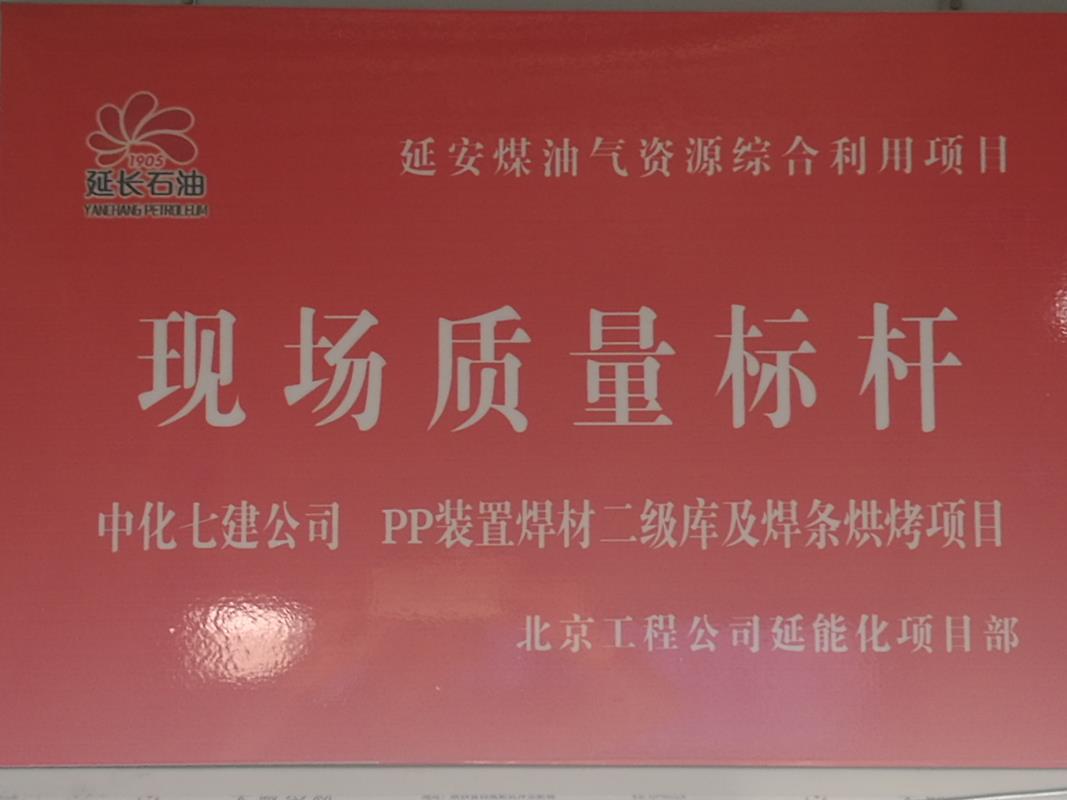 1905
延长石油
YANCHANG PETROLEUM
延安煤油气资源综合利用项目
现场质量标杆
中化七建公司 PP装置焊材二级库及焊条烘烤项目
北京工程公司延能化项目部